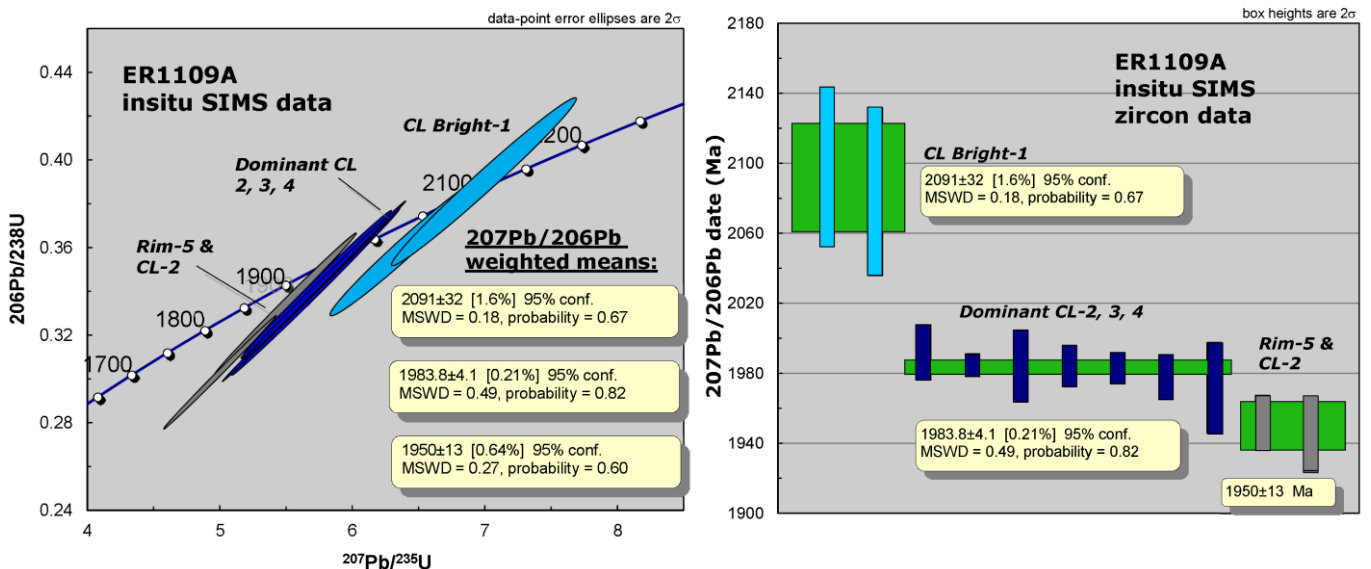 data-point error ellipses are 2σ
ER1109A
insitu SIMS data
CL Bright-1
Dominant CL
2, 3, 4
Rim-5 &
CL-2
207Pb/206Pb
weighted means:
2091±32 [1.6%] 95% conf.
MSWD = 0.18, probability = 0.67
1983.8±4.1 [0.21%] 95% conf.
MSWD = 0.49, probability = 0.82
1950±13 [0.64%] 95% conf.
MSWD = 0.27, probability = 0.60
1700
1800
1900
2100
206Pb/238U
0.44
0.40
0.36
0.32
0.28
0.24
4
5
6
7
8
207Pb/235U
box heights are 2σ
ER1109A
insitu SIMS
zircon data
CL Bright-1
2091±32 [1.6%] 95% conf.
MSWD = 0.18, probability = 0.67
Dominant CL-2, 3, 4
Rim-5 &
CL-2
1983.8±4.1 [0.21%] 95% conf.
MSWD = 0.49, probability = 0.82
1950±13 Ma
207Pb/206Pb date (Ma)
2180
2140
2100
2060
2020
1980
1940
1900